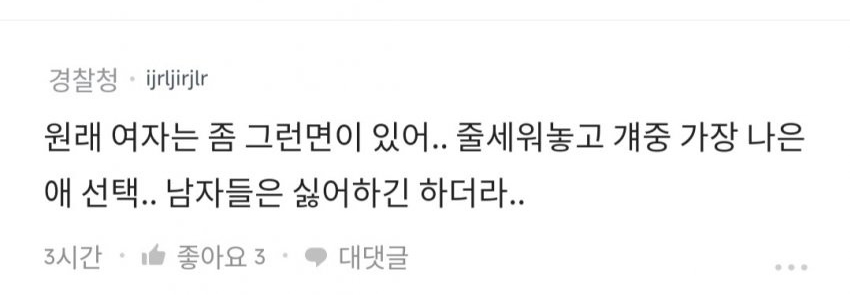 경찰청 · ijrljirjlr
원래 여자는 좀 그런면이 있어.. 줄세워놓고 걔중 가장 나은
애 선택.. 남자들은 싫어하긴 하더라..
3시간 · 좋아요 3 · 대댓글